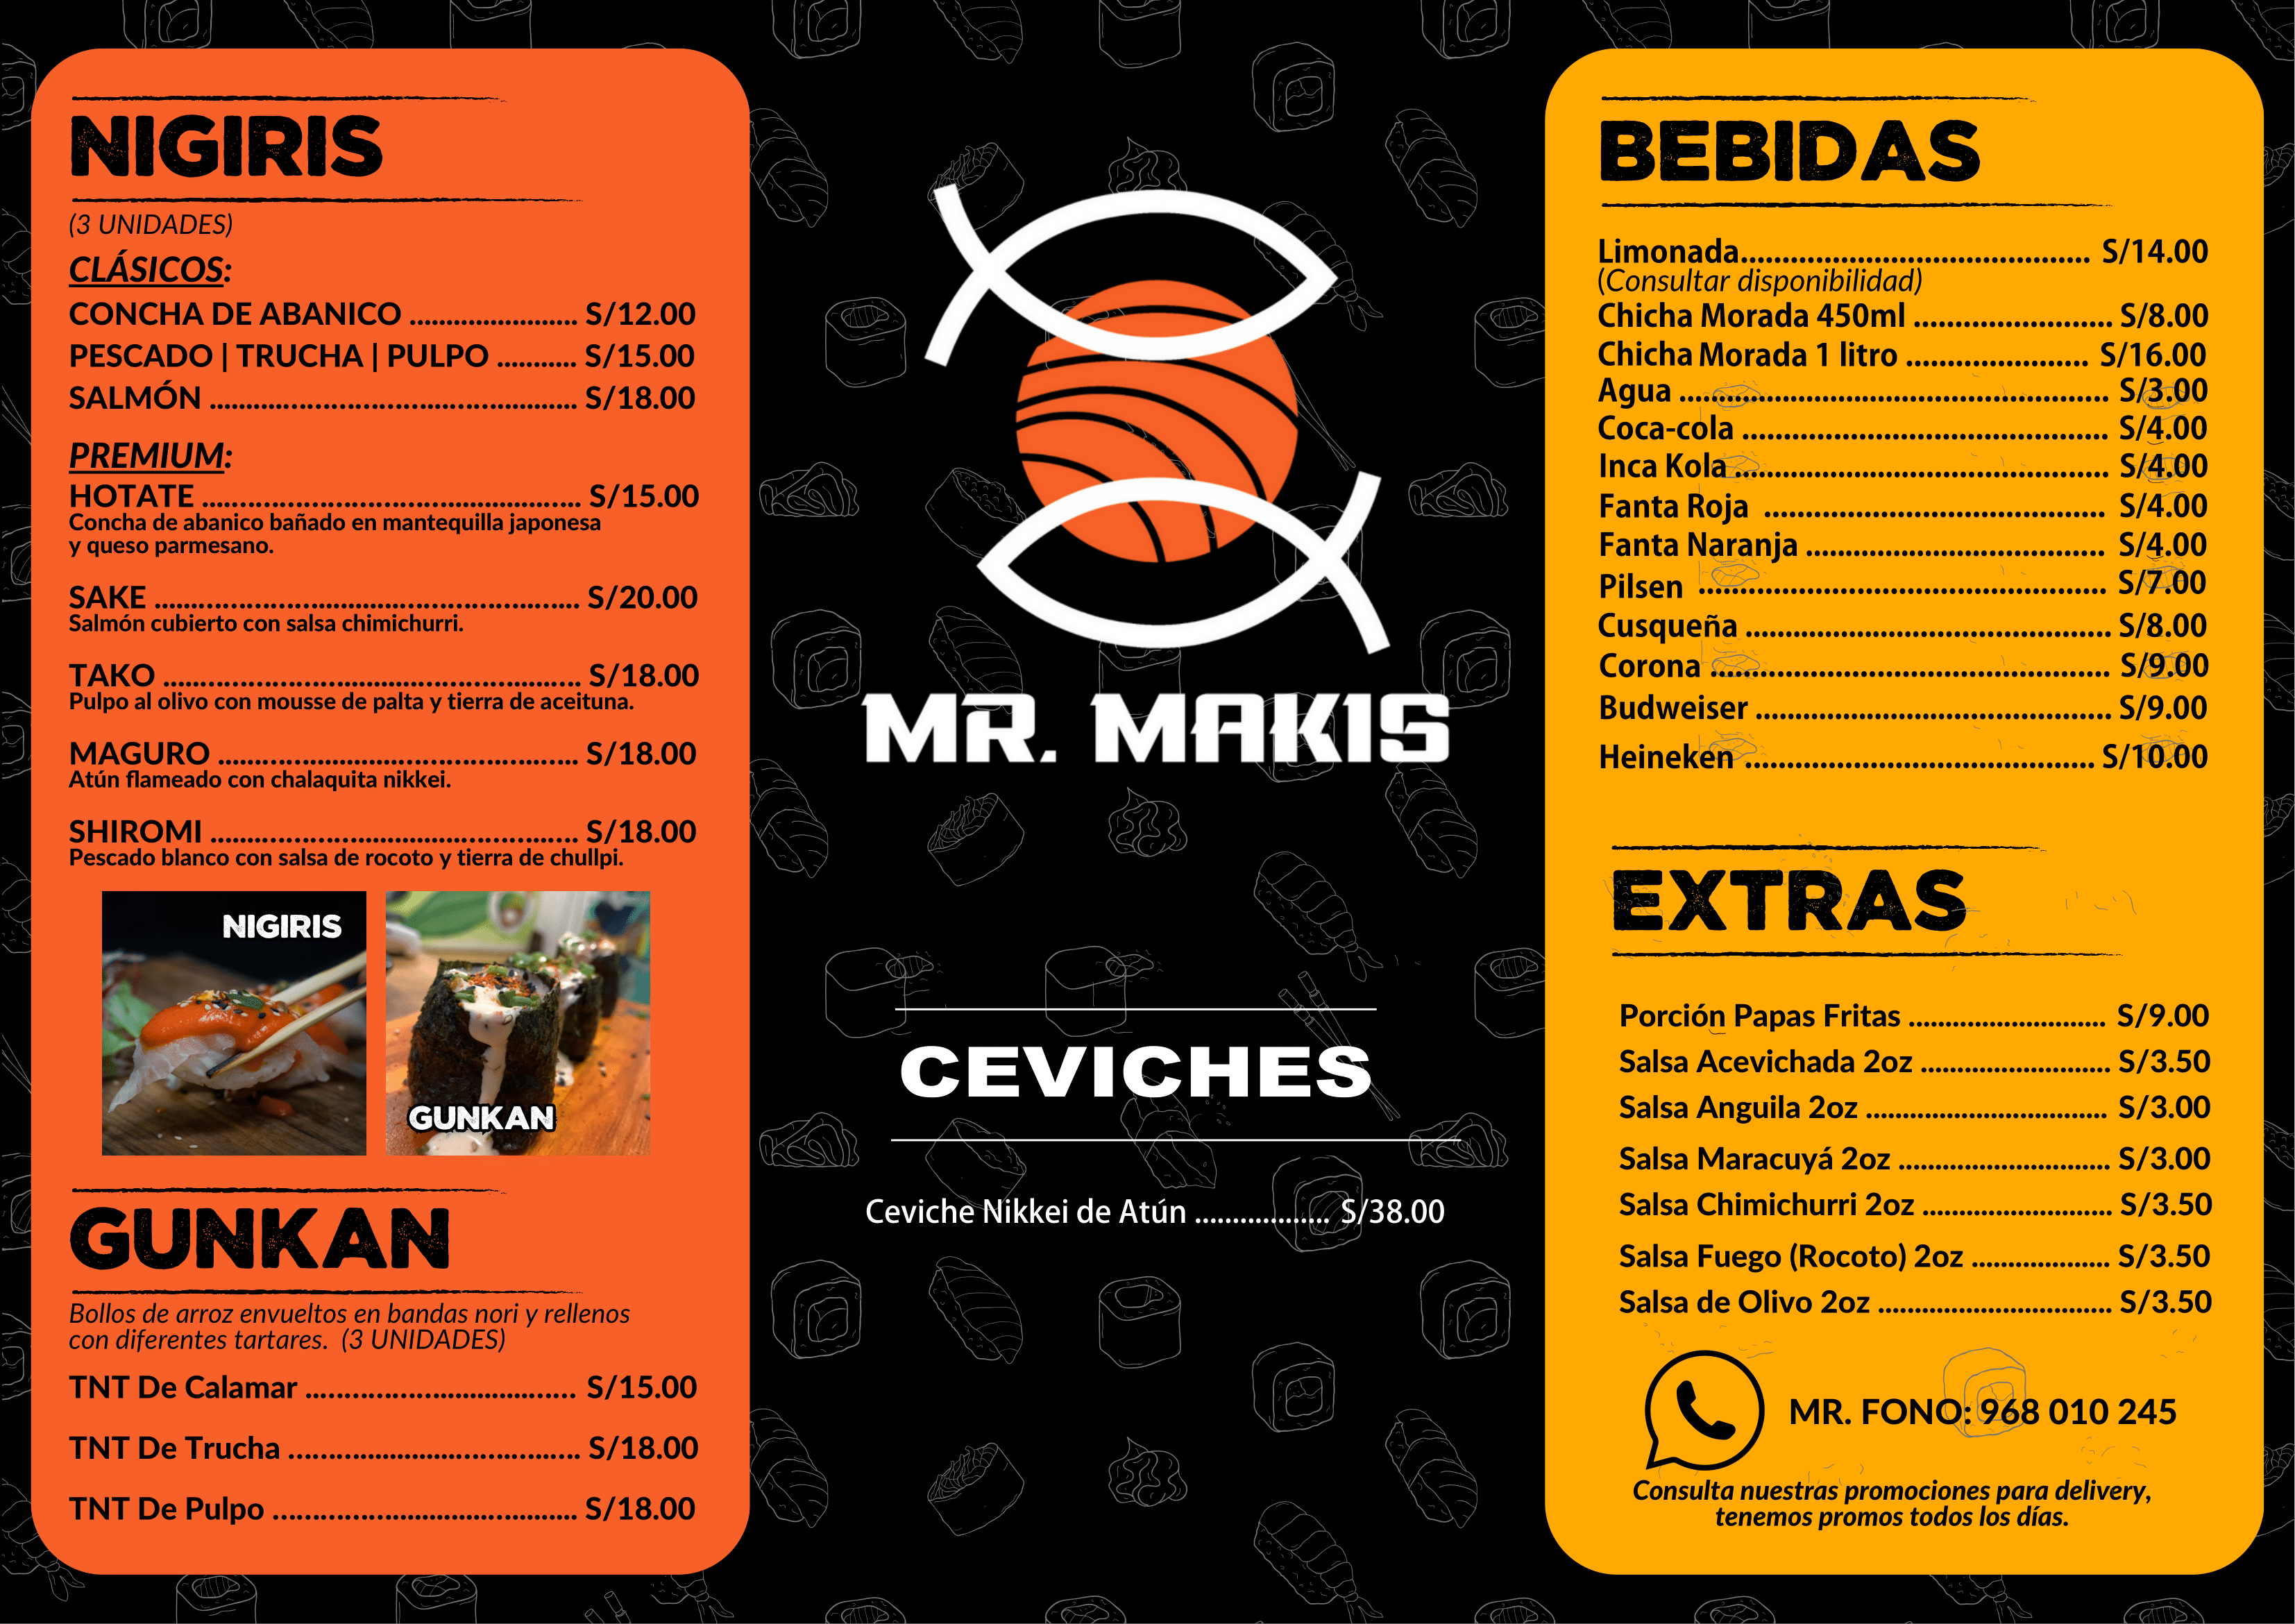 NIGIRIS
(3 UNIDADES)
CLÁSICOS:
CONCHA DE ABANICO ....................... S/12.00
PESCADO | TRUCHA | PULPO ........... S/15.00
SALMÓN .................................................. S/18.00
PREMIUM:
HOTATE .................................................... S/15.00
Concha de abanico bañado en mantequilla japonesa
y queso parmesano.
SAKE .......................................................... S/20.00
Salmón cubierto con salsa chimichurri.
TAKO ......................................................... S/18.00
Pulpo al olivo con mousse de palta y tierra de aceituna.
MAGURO ................................................. S/18.00
Atún flameado con chalaquita nikkei.
SHIROMI .................................................. S/18.00
Pescado blanco con salsa de rocoto y tierra de chullpi.
NIGIRIS
GUNKAN
GUNKAN
Bollos de arroz envueltos en bandas nori y rellenos
con diferentes tartares. (3 UNIDADES)
TNT De Calamar ..................................... S/15.00
TNT De Trucha ........................................ S/18.00
TNT De Pulpo .......................................... S/18.00
MR. MAKIS
CEVICHES
Ceviche Nikkei de Atún .................. S/38.00
BEBIDAS
Limonada.......................................... S/14.00
(Consultar disponibilidad)
Chicha Morada 450ml ........................ S/8.00
Chicha Morada 1 litro ...................... S/16.00
Agua .................................................... S/3.00
Coca-cola ............................................ S/4.00
Inca Kola.............................................. S/4.00
Fanta Roja ......................................... S/4.00
Fanta Naranja .................................... S/4.00
Pilsen ................................................. S/7.00
Cusqueña ............................................ S/8.00
Corona ................................................ S/9.00
Budweiser ........................................... S/9.00
Heineken .......................................... S/10.00
EXTRAS
Porción Papas Fritas ........................... S/9.00
Salsa Acevichada 2oz .......................... S/3.50
Salsa Anguila 2oz ................................. S/3.00
Salsa Maracuyá 2oz ............................. S/3.00
Salsa Chimichurri 2oz .......................... S/3.50
Salsa Fuego (Rocoto) 2oz ................... S/3.50
Salsa de Olivo 2oz ................................ S/3.50
MR. FONO: 968 010 245
Consulta nuestras promociones para delivery,
tenemos promos todos los días.